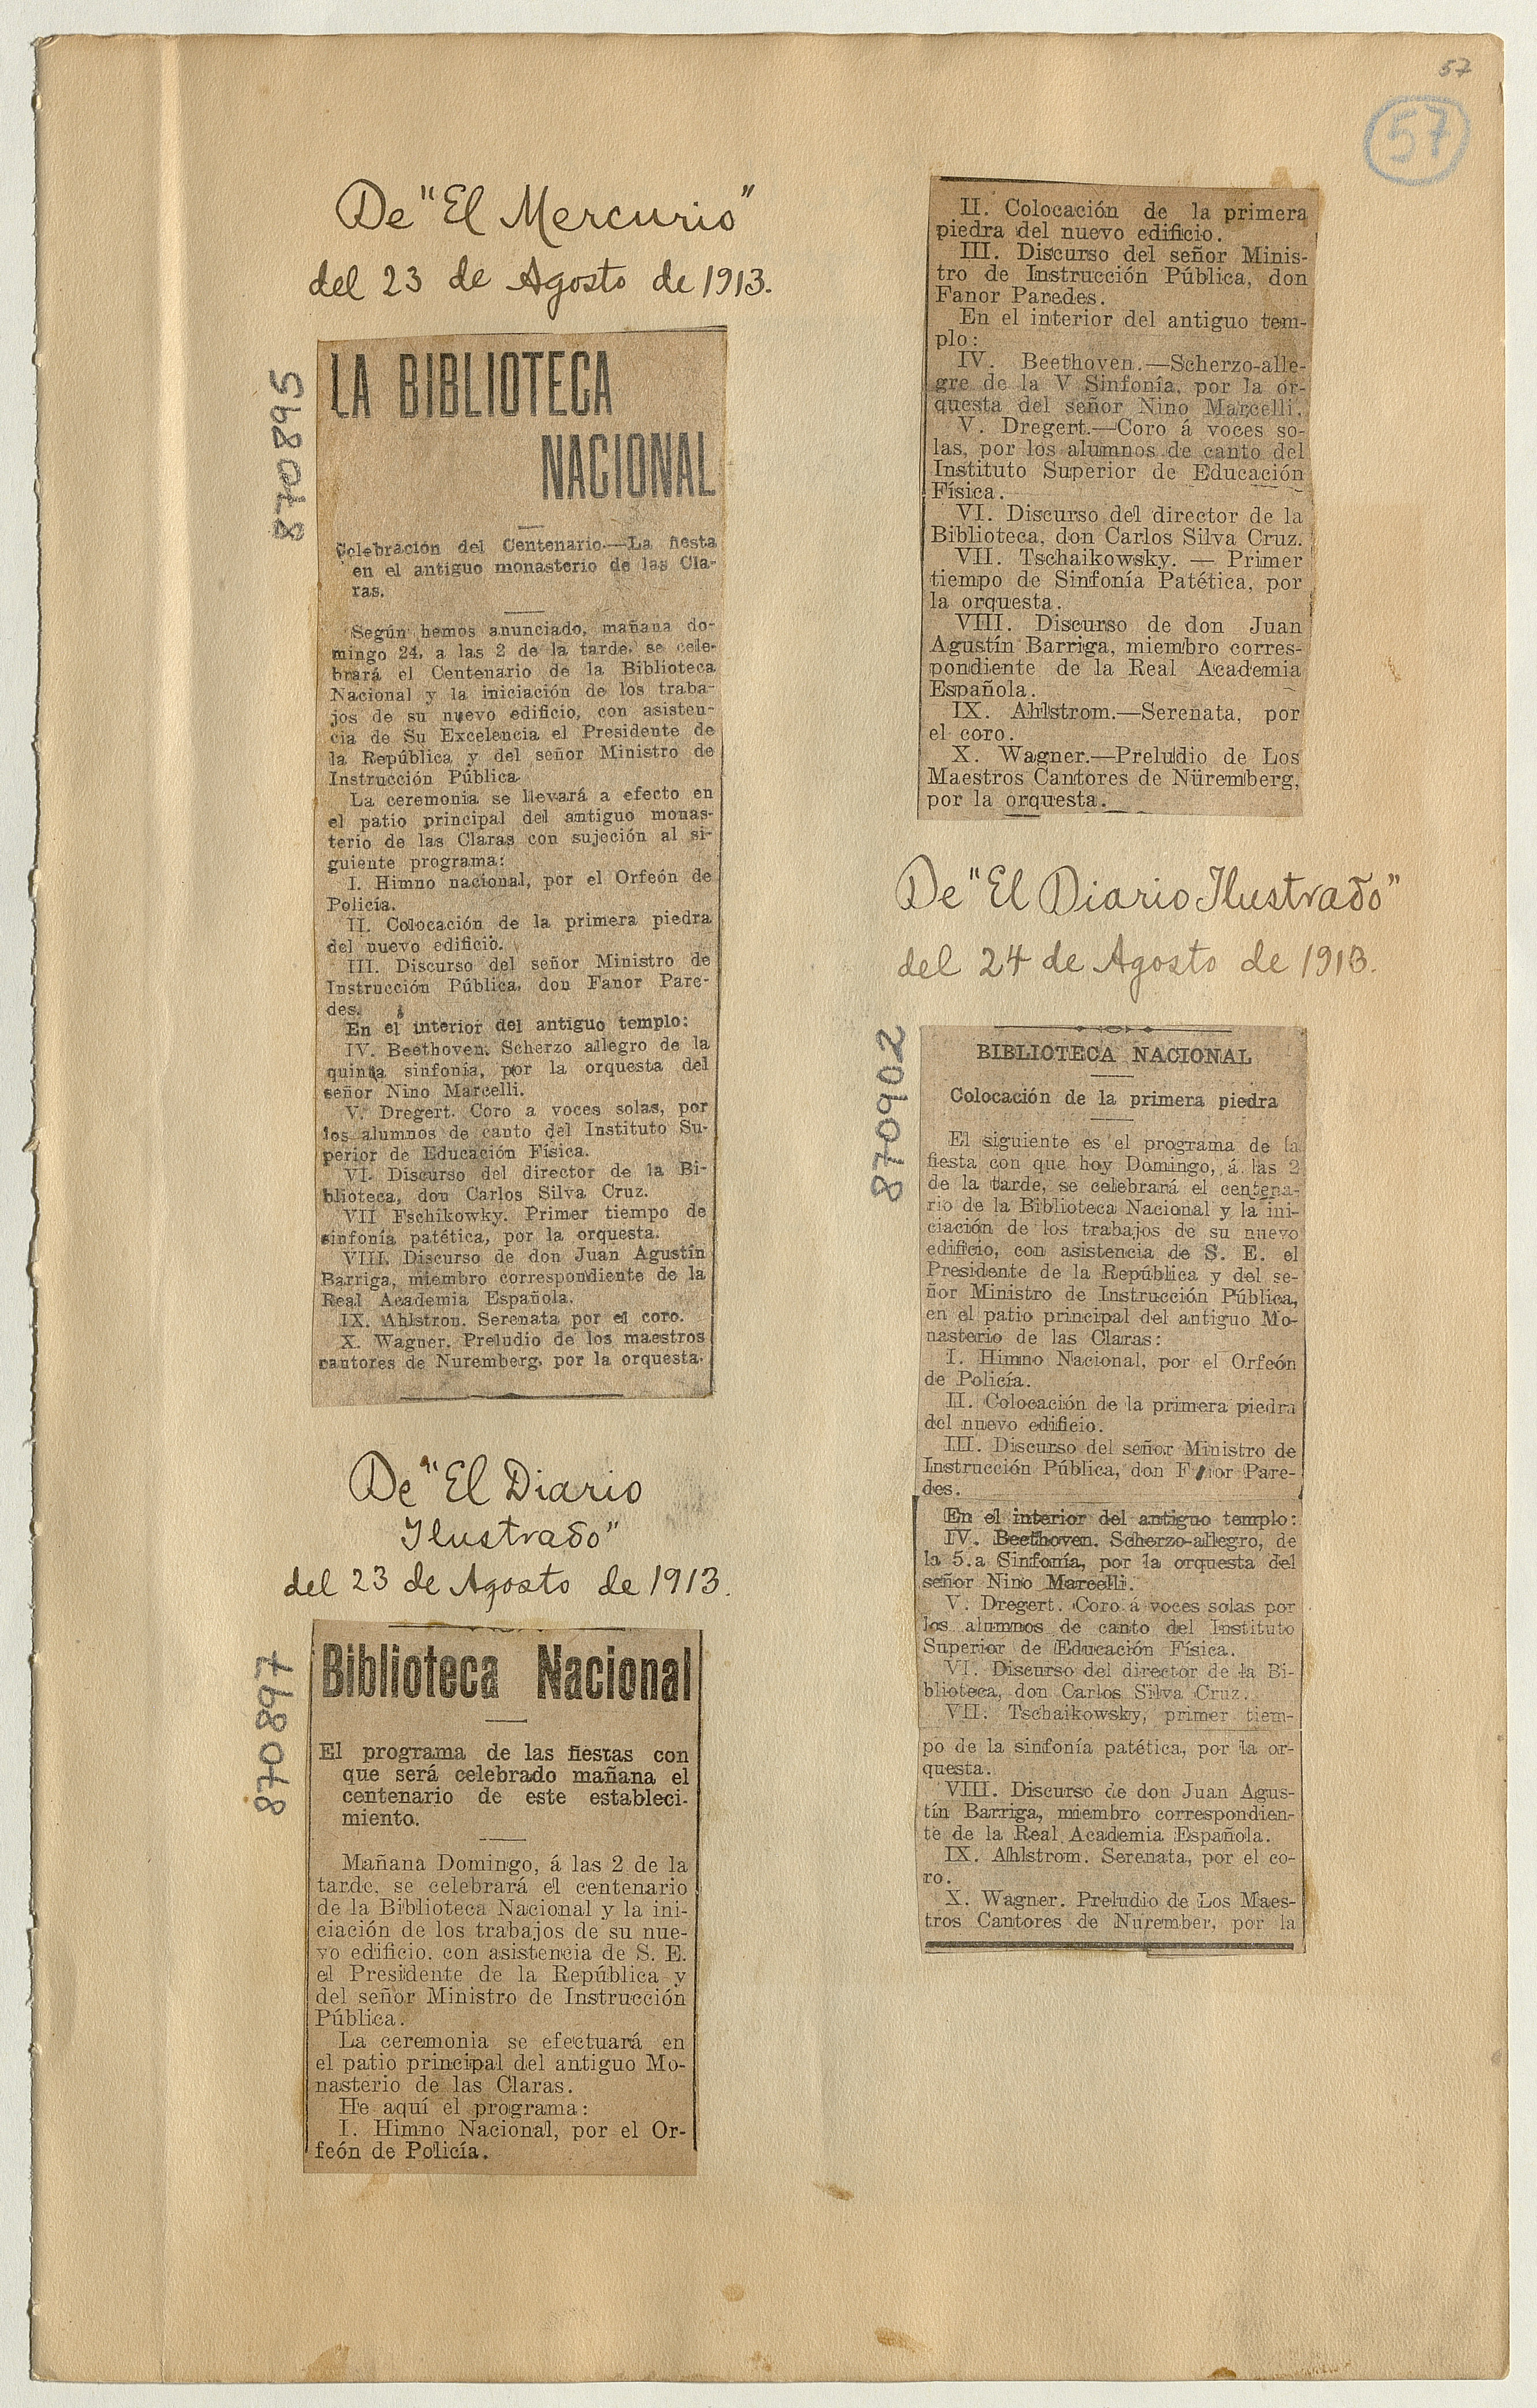 57
57
De "El Mercurio"
del 23 de Agosto de 1913.
870895
LA BIBLIOTECA
NACIONAL
Celebración del Centenario.—La fiesta
en el antiguo monasterio de las Cla-
ras.
Según hemos anunciado, mañana do-
mingo 24, a las 2 de la tarde, se cele-
brará el Centenario de la Biblioteca
Nacional y la iniciación de los traba-
jos de su nuevo edificio, con asisten-
cia de Su Excelencia el Presidente de
la República y del señor Ministro de
Instrucción Pública
La ceremonia se llevará a efecto en
el patio principal del antiguo monas-
terio de las Claras con sujeción al si-
guiente programa:
I. Himno nacional, por el Orfeón de
Policía.
II. Colocación de la primera piedra
del nuevo edificio.
III. Discurso del señor Ministro de
Instrucción Pública, don Fanor Pare-
des.
En el interior del antiguo templo:
IV. Beethoven. Scherzo allegro de la
quinta sinfonía, por la orquesta del
señor Nino Marcelli.
V. Dregert. Coro a voces solas, por
los alumnos de canto del Instituto Su-
perior de Educación Física.
VI. Discurso del director de la Bi-
blioteca, don Carlos Silva Cruz.
VII Fschikowky. Primer tiempo de
sinfonía patética, por la orquesta.
VIII. Discurso de don Juan Agustín
Barriga, miembro correspondiente de la
Real Academia Española.
IX. Ahlstron. Serenata por el coro.
X. Wagner. Preludio de los maestros
cantores de Nuremberg, por la orquesta.
De "El Diario
Ilustrado"
del 23 de Agosto de 1913.
870897
Biblioteca Nacional
El programa de las fiestas con
que será celebrado mañana el
centenario de este estableci-
miento.
Mañana Domingo, á las 2 de la
tarde, se celebrará el centenario
de la Biblioteca Nacional y la ini-
ciación de los trabajos de su nue-
vo edificio, con asistencia de S. E.
el Presidente de la República y
del señor Ministro de Instrucción
Pública.
La ceremonia se efectuará en
el patio principal del antiguo Mo-
nasterio de las Claras.
He aquí el programa:
I. Himno Nacional, por el Or-
feón de Policía.
II. Colocación de la primera
piedra del nuevo edificio.
III. Discurso del señor Minis-
tro de Instrucción Pública, don
Fanor Paredes.
En el interior del antiguo tem-
plo:
IV. Beethoven.—Scherzo-alle-
gre de la V Sinfonía, por la or-
questa del señor Nino Marcelli.
V. Dregert.—Coro á voces so-
las, por los alumnos de canto del
Instituto Superior de Educación
Física.
VI. Discurso del director de la
Biblioteca, don Carlos Silva Cruz.
VII. Tschaikowsky. — Primer
tiempo de Sinfonía Patética, por
la orquesta.
VIII. Discurso de don Juan
Agustín Barriga, miembro corres-
pondiente de la Real Academia
Española.
IX. Ahlstrom.—Serenata, por
el coro.
X. Wagner.—Preludio de Los
Maestros Cantores de Nüremberg,
por la orquesta.
De "El Diario Ilustrado"
del 24 de Agosto de 1913.
870902
BIBLIOTECA NACIONAL
Colocación de la primera piedra
El siguiente es el programa de la
fiesta con que hoy Domingo, á las 2
de la tarde, se celebrará el centena-
rio de la Biblioteca Nacional y la ini-
ciación de los trabajos de su nuevo
edificio, con asistencia de S. E. el
Presidente de la República y del se-
ñor Ministro de Instrucción Pública,
en el patio principal del antiguo Mo-
nasterio de las Claras:
I. Himno Nacional, por el Orfeón
de Policía.
II. Colocación de la primera piedra
del nuevo edificio.
III. Discurso del señor Ministro de
Instrucción Pública, don Pare-
des.
En el interior del antiguo templo:
IV. Beethoven. Scherzo-allegro, de
la 5.a Sinfonía, por la orquesta del
señor Nino Marcelli.
V. Dregert. Coro á voces solas por
los alumnos de canto del Instituto
Superior de Educación Física.
VI. Discurso del director de la Bi-
blioteca, don Carlos Silva Cruz.
VII. Tschaikowsky, primer tiem-
po de la sinfonía patética, por la or-
questa.
VIII. Discurso de don Juan Agus-
tín Barriga, miembro correspondien-
te de la Real Academia Española.
IX. Ahlstrom. Serenata, por el co-
ro.
X. Wagner. Preludio de Los Maes-
tros Cantores de Nurember, por la